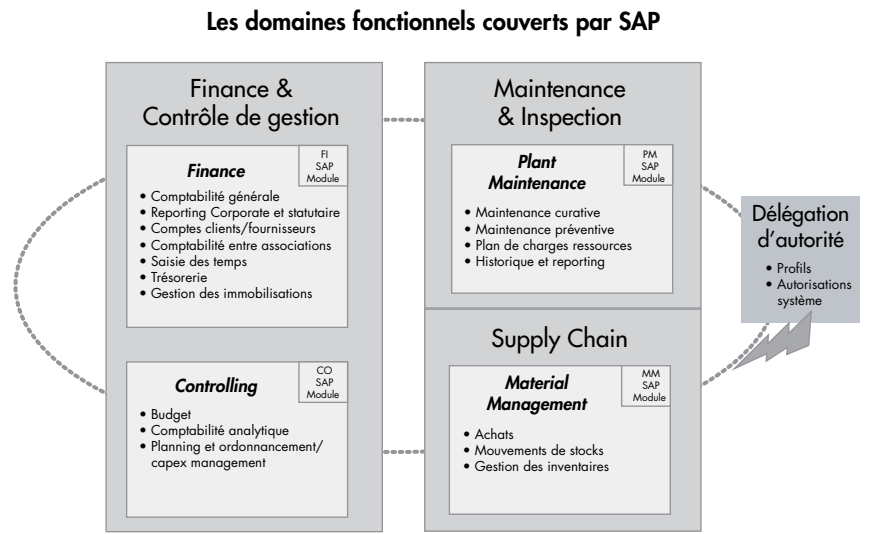 Les domaines fonctionnels couverts par SAP
Finance &
Contrôle de gestion
Finance
FI
SAP
Module
• Comptabilité générale
• Reporting Corporate et statutaire
• Comptes clients/fournisseurs
• Comptabilité entre associations
• Saisie des temps
• Trésorerie
• Gestion des immobilisations
Controlling
CO
SAP
Module
• Budget
• Comptabilité analytique
• Planning et ordonnancement/
capex management
Maintenance
& Inspection
Plant
Maintenance
PM
SAP
Module
• Maintenance curative
• Maintenance préventive
• Plan de charges ressources
• Historique et reporting
Supply Chain
Material
Management
MM
SAP
Module
• Achats
• Mouvements de stocks
• Gestion des inventaires
Délégation
d'autorité
• Profils
• Autorisations
système